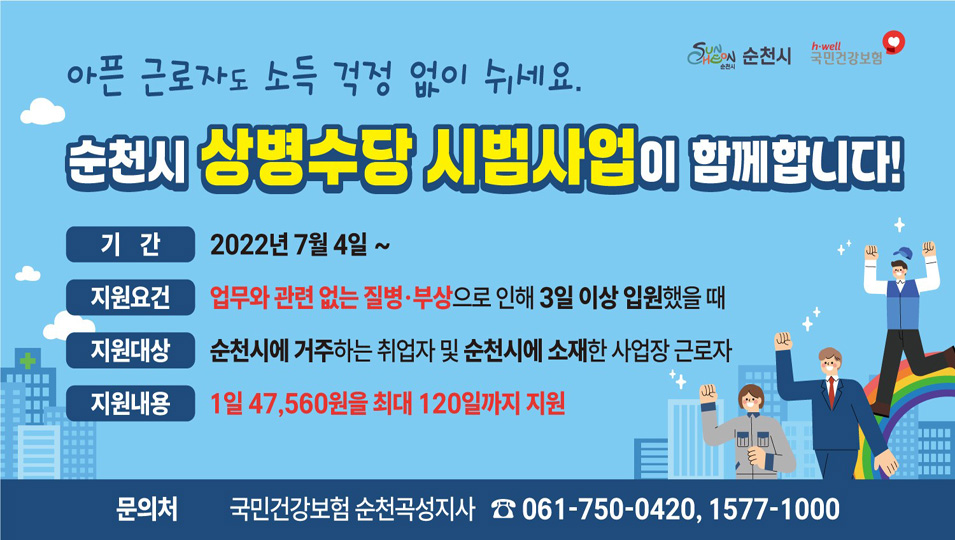 SUNCHEON 순천시 순천시
h·well 국민건강보험
아픈 근로자도 소득 걱정 없이 쉬세요.
순천시 상병수당 시범사업이 함께합니다!
기 간 2022년 7월 4일 ~
지원요건 업무와 관련 없는 질병·부상으로 인해 3일 이상 입원했을 때
지원대상 순천시에 거주하는 취업자 및 순천시에 소재한 사업장 근로자
지원내용 1일 47,560원을 최대 120일까지 지원
문의처 국민건강보험 순천곡성지사 ☎ 061-750-0420, 1577-1000